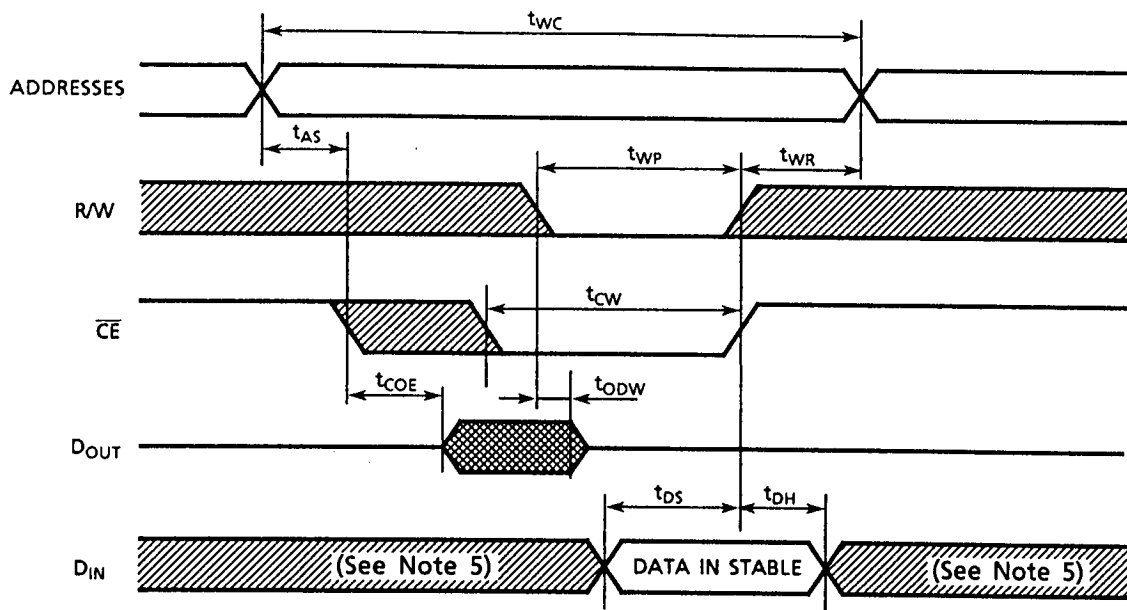 tWC
ADDRESSES
tAS
tWP
tWR
R/W
tCW
CE
tCOE
tODW
DOUT
tDS
tDH
DIN
(See Note 5)
DATA IN STABLE
(See Note 5)